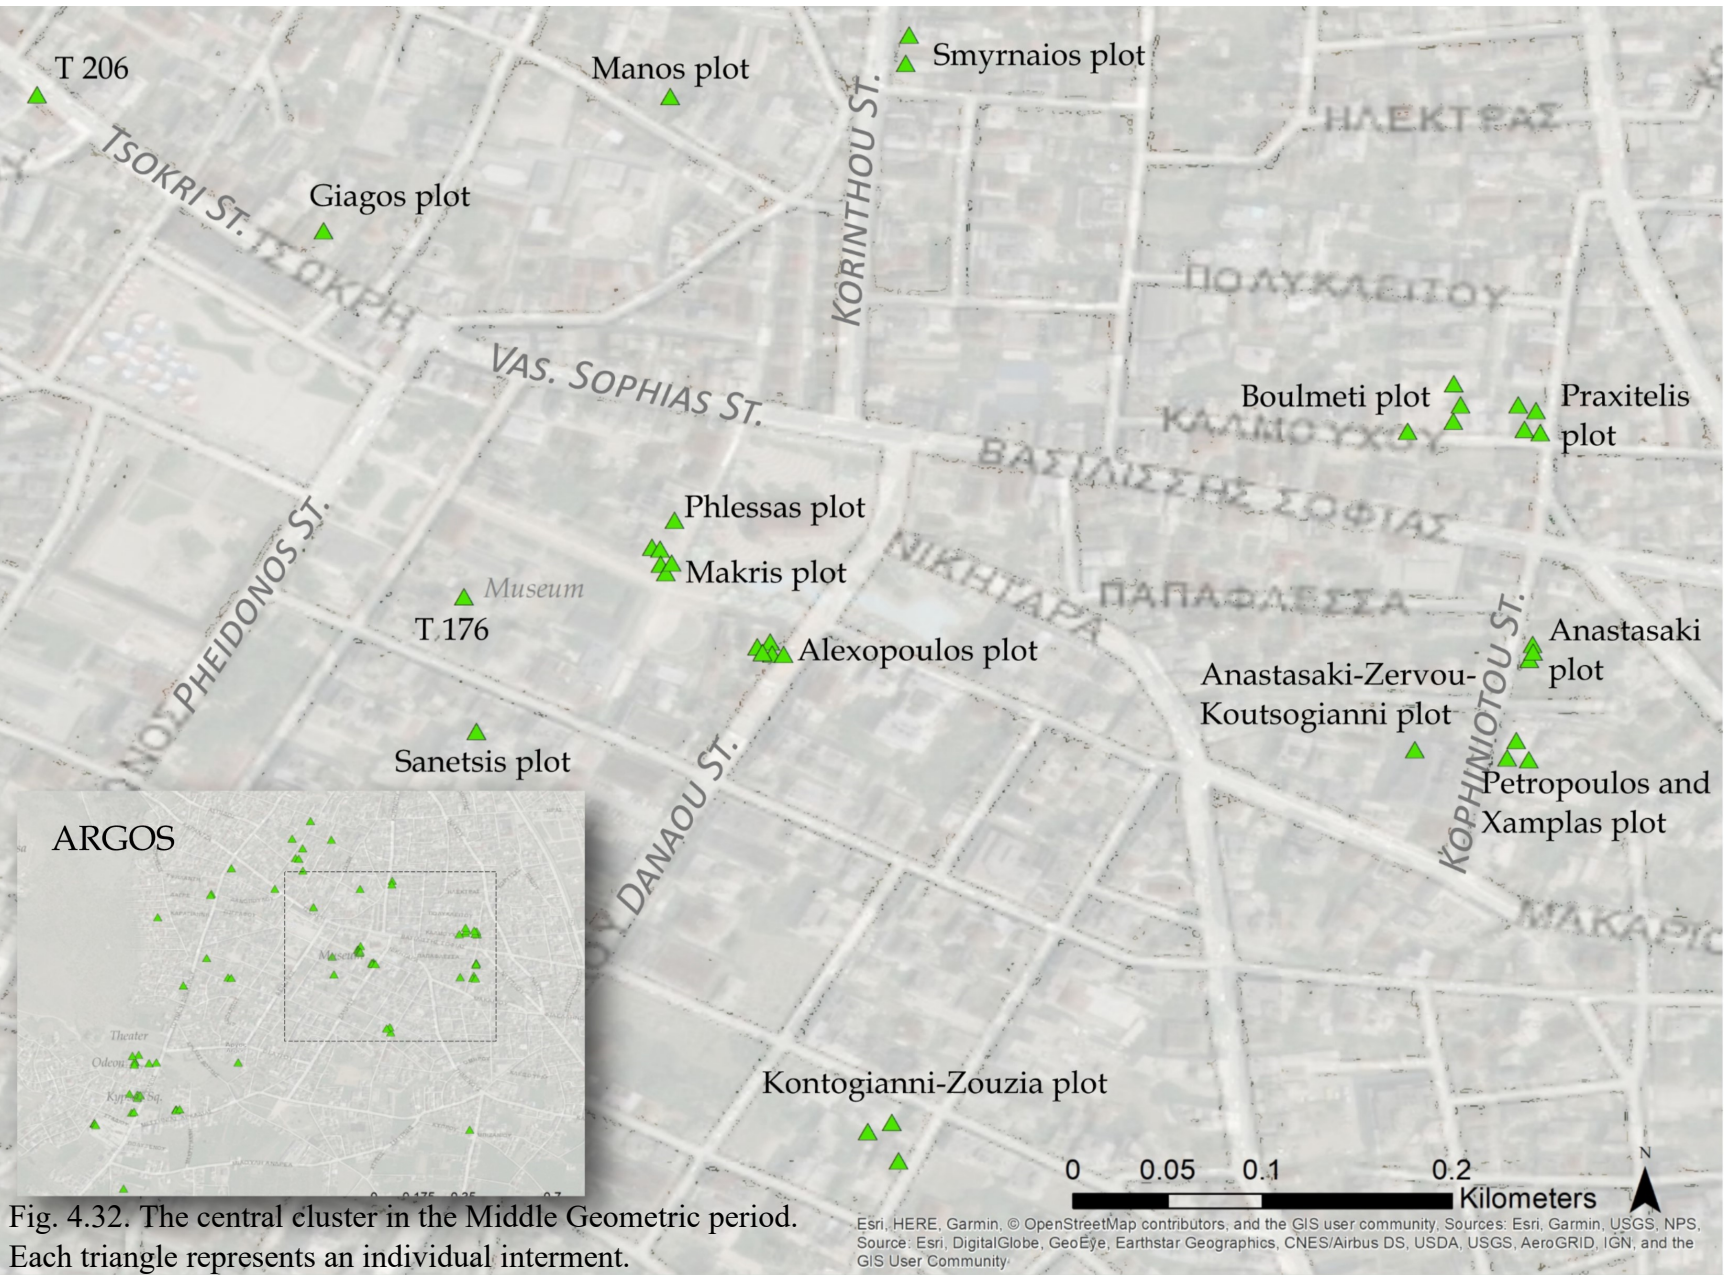 T 206
Manos plot
Smyrnaios plot
TSOKRI ST.
ΤΣΩΚΡΗ
Giagos plot
KORINTHOU ST.
ΗΛΕΚΤΡΑΣ
ΠΟΛΥΚΛΕΙΤΟΥ
VAS. SOPHIAS ST.
Boulmeti plot
Praxitelis
plot
ΚΑΛΜΟΥΧΟΥ
ΒΑΣΙΛΙΣΣΗΣ ΣΟΦΙΑΣ
Phlessas plot
Makris plot
ΝΙΚΗΤΑΡΑ
ΠΑΠΑΦΛΕΣΣΑ
PHEIDONOS ST.
Museum
T 176
Alexopoulos plot
Anastasaki
plot
Anastasaki-Zervou-
Koutsogianni plot
KOPHINIOTOU ST.
Sanetsis plot
DANAOU ST.
Petropoulos and
Xamplas plot
ΜΑΚΑΡΙΟ
ARGOS
Museum
Theater
Odeon
Kontogianni-Zouzia plot
0 0.05 0.1 0.2
Kilometers
N
Fig. 4.32. The central cluster in the Middle Geometric period.
Each triangle represents an individual interment.
Esri, HERE, Garmin, © OpenStreetMap contributors, and the GIS user community, Sources: Esri, Garmin, USGS, NPS,
Source: Esri, DigitalGlobe, GeoEye, Earthstar Geographics, CNES/Airbus DS, USDA, USGS, AeroGRID, IGN, and the
GIS User Community